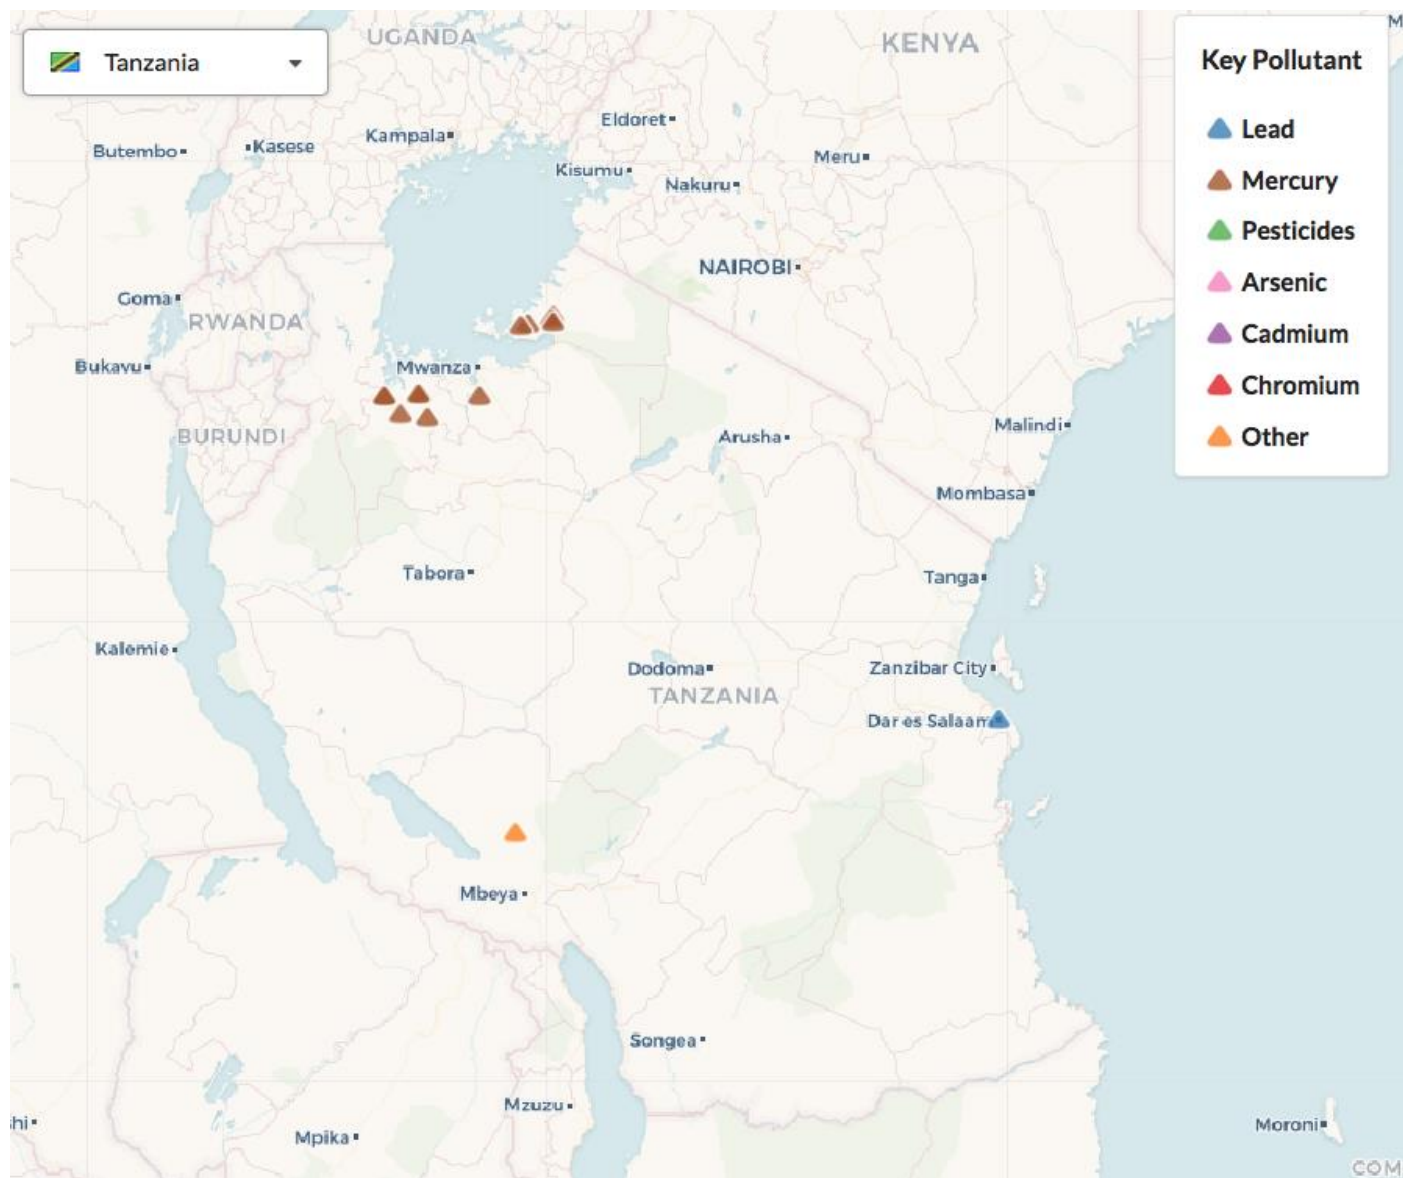 Tanzania
UGANDA
KENYA
M
Key Pollutant
Lead
Mercury
Pesticides
Arsenic
Cadmium
Chromium
Other
Eldoret
Kampala
Kasese
Butembo
Kisumu
Meru
Nakuru
NAIROBI
Goma
RWANDA
Bukavu
Mwanza
BURUNDI
Arusha
Malindi
Mombasa
Tabora
Tanga
Kalemie
Dodoma
Zanzibar City
TANZANIA
Dar es Salaam
Mbeya
Songea
Mzuzu
hi
Mpika
Moroni
COM